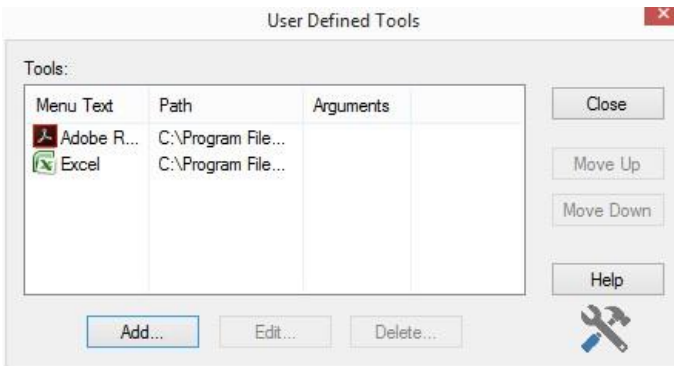 User Defined Tools
Tools:
Menu Text Path Arguments
Adobe R... C:\Program File...
Excel C:\Program File...
Close
Move Up
Move Down
Help
Add... Edit... Delete...